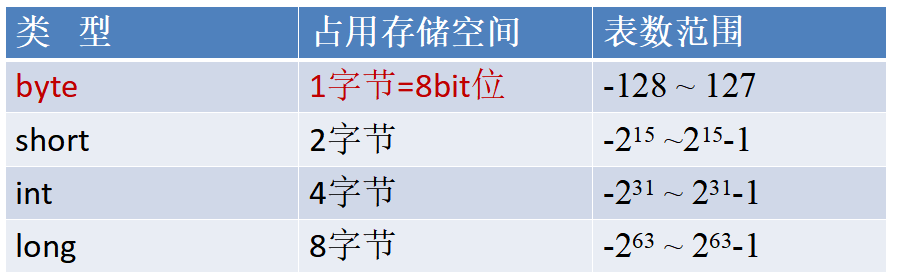 类 型 占用存储空间 表数范围
byte 1字节=8bit位 -128 ~ 127
short 2字节 -2¹⁵ ~2¹⁵-1
int 4字节 -2³¹ ~ 2³¹-1
long 8字节 -2⁶³ ~ 2⁶³-1